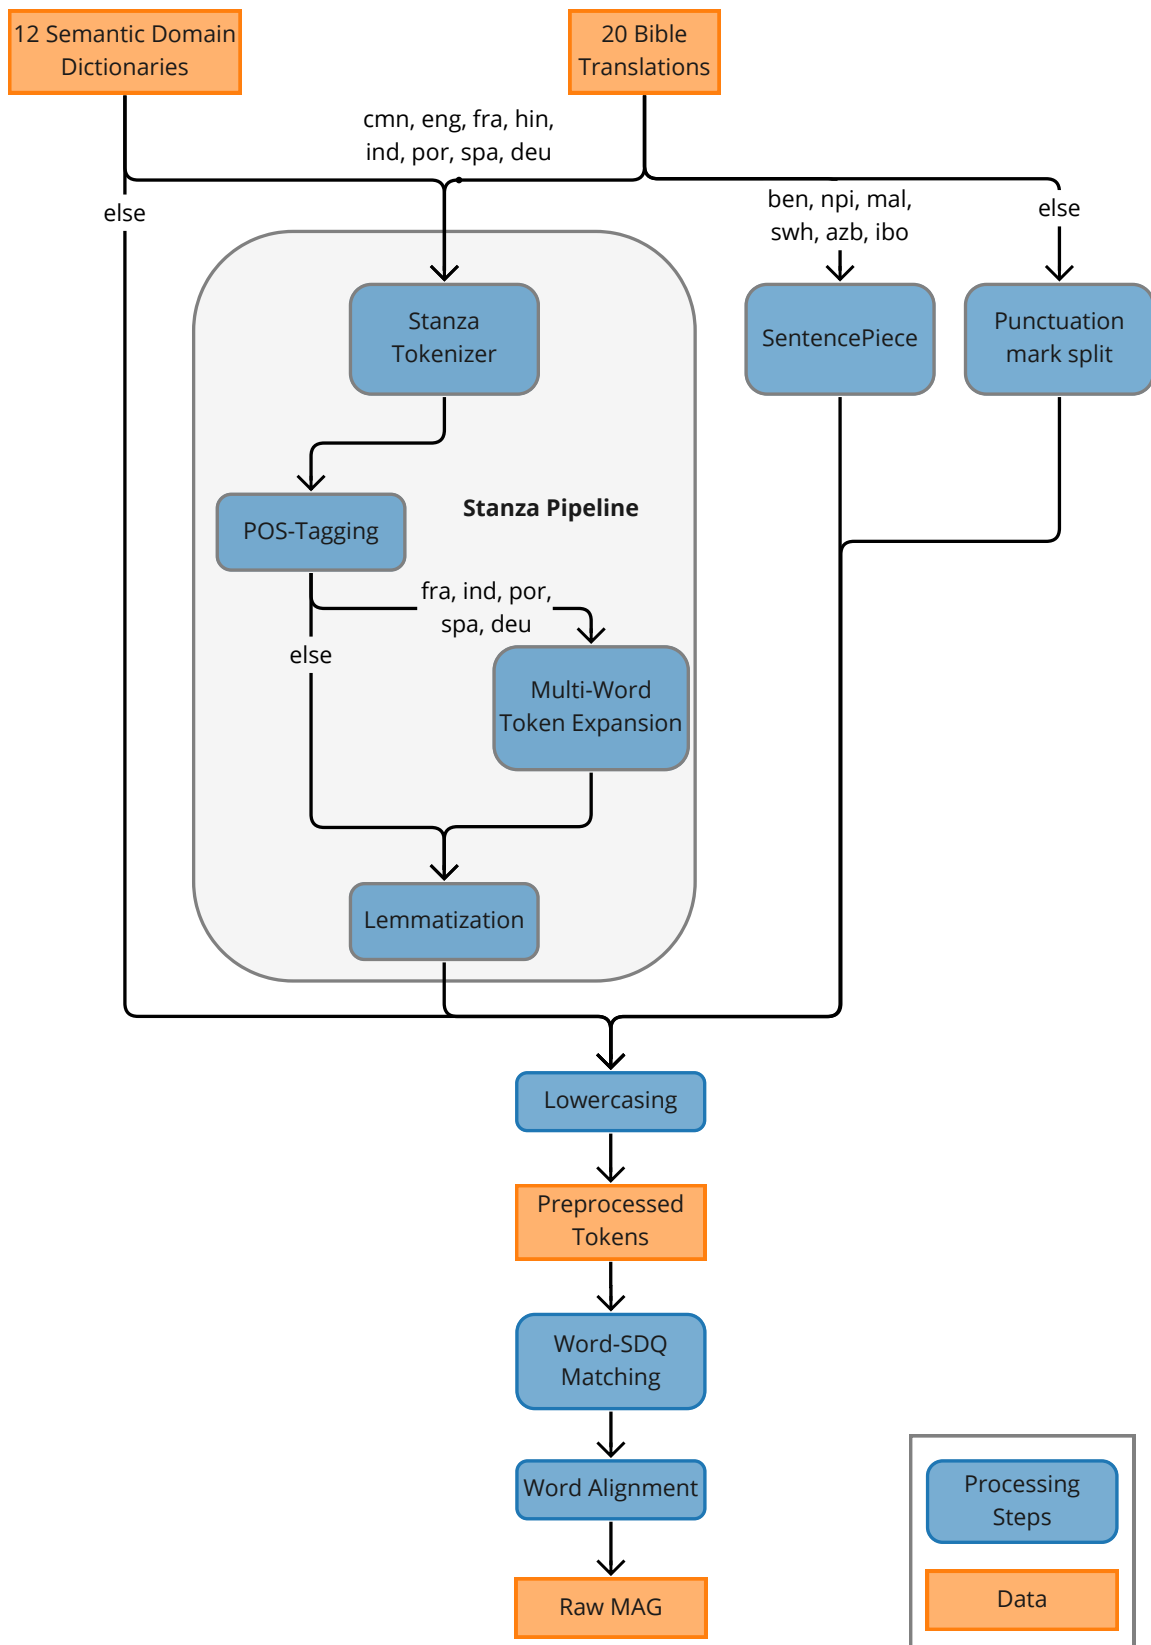 12 Semantic Domain
Dictionaries
20 Bible
Translations
cmn, eng, fra, hin,
ind, por, spa, deu
else
ben, npi, mal,
swh, azb, ibo
else
Stanza
Tokenizer
SentencePiece
Punctuation
mark split
Stanza Pipeline
POS-Tagging
fra, ind, por,
spa, deu
else
Multi-Word
Token Expansion
Lemmatization
Lowercasing
Preprocessed
Tokens
Word-SDQ
Matching
Word Alignment
Raw MAG
Processing
Steps
Data